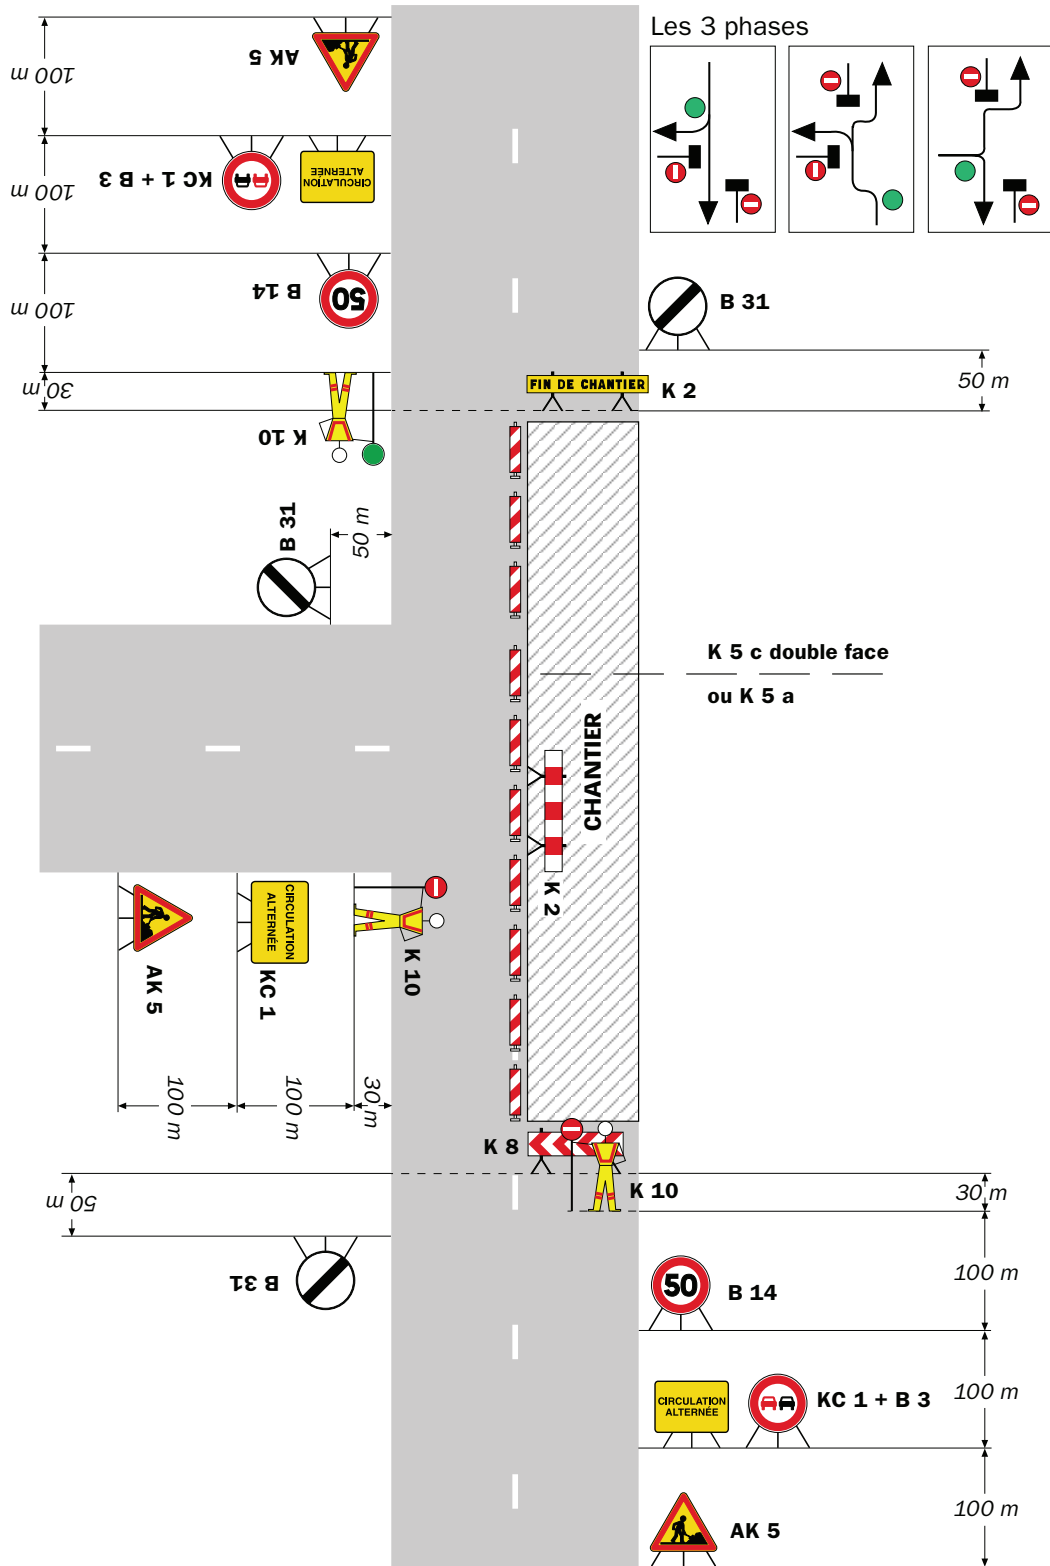 Les 3 phases
AK 5
100 m
KC 1 + B 3
CIRCULATION
ALTERNÉE
100 m
B 14
50
100 m
B 31
50 m
30 m
K 10
FIN DE CHANTIER
K 2
B 31
50 m
K 5 c double face
ou K 5 a
CHANTIER
K 2
AK 5
CIRCULATION
ALTERNÉE
KC 1
K 10
100 m
100 m
30 m
K 8
K 10
30 m
50 m
B 31
50
B 14
100 m
CIRCULATION
ALTERNÉE
KC 1 + B 3
100 m
AK 5
100 m